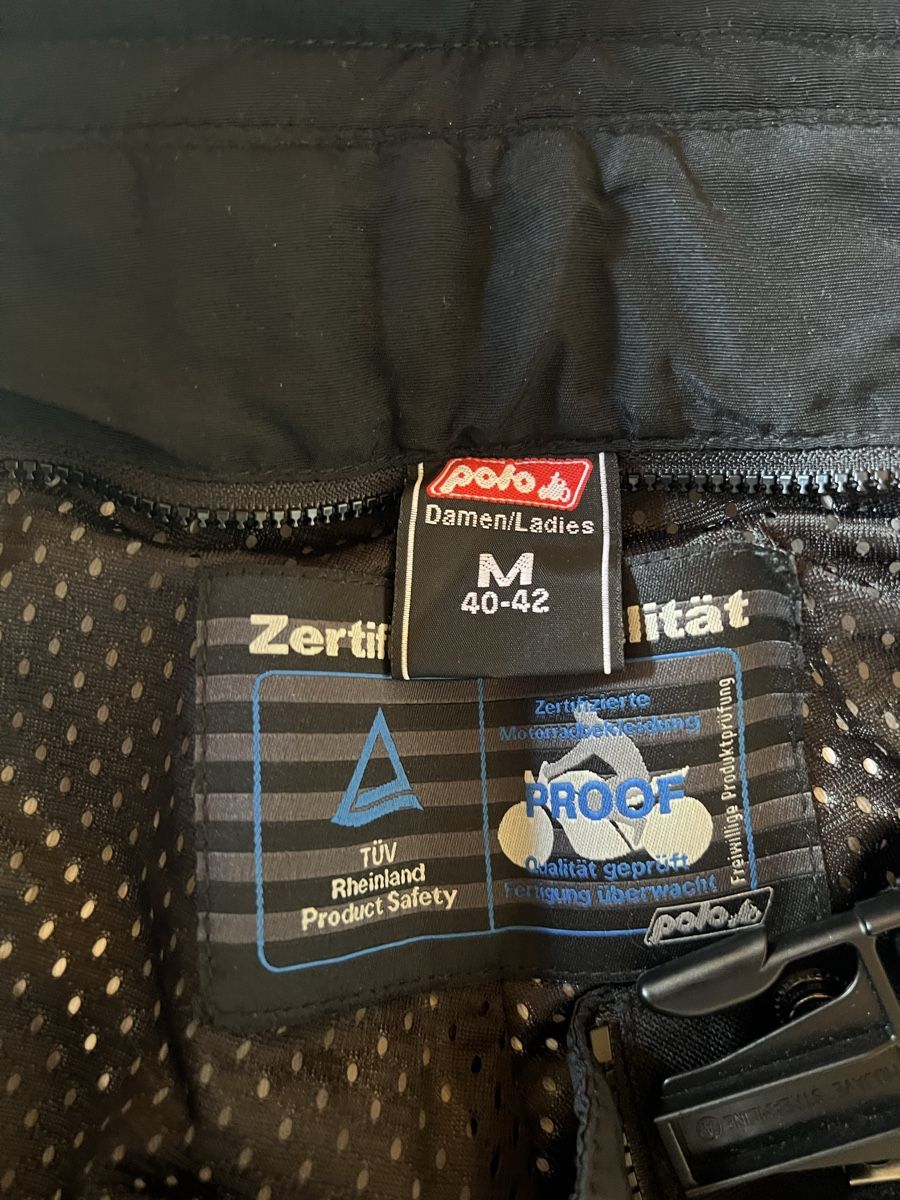 polo
Damen/Ladies
M
40-42
Zertif lität
TÜV
Rheinland
Product Safety
Zertifizierte
Motorradbekleidung
PROOF
Qualität geprüft
Fertigung überwacht
Freiwillige Produktprüfung
polo